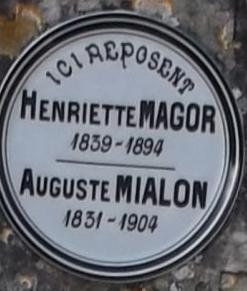 ICI REPOSENT
HENRIETTE MAGOR
1839-1894
AUGUSTE MIALON
1831-1904